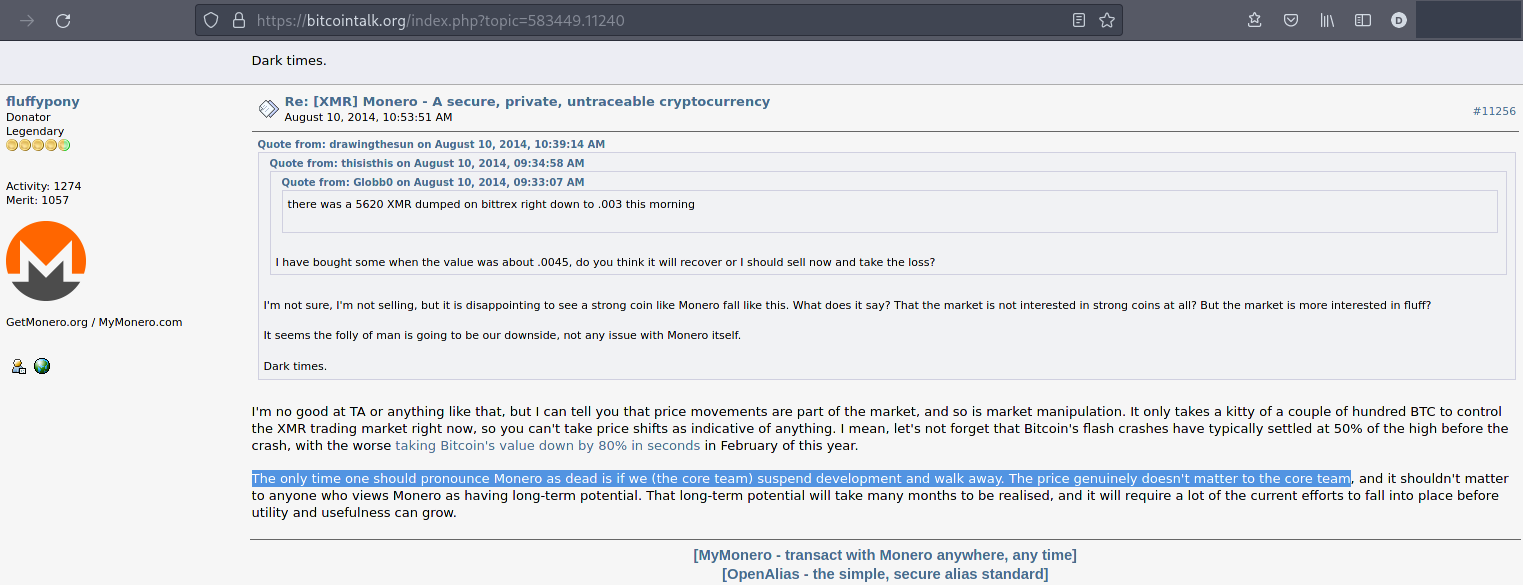 https://bitcointalk.org/index.php?topic=583449.11240
D
Dark times.
fluffypony
Donator
Legendary
Activity: 1274
Merit: 1057
GetMonero.org / MyMonero.com
Re: [XMR] Monero - A secure, private, untraceable cryptocurrency
August 10, 2014, 10:53:51 AM
#11256
Quote from: drawingthesun on August 10, 2014, 10:39:14 AM
Quote from: thisisthis on August 10, 2014, 09:34:58 AM
Quote from: Globb0 on August 10, 2014, 09:33:07 AM
there was a 5620 XMR dumped on bittrex right down to .003 this morning
I have bought some when the value was about .0045, do you think it will recover or I should sell now and take the loss?
I'm not sure, I'm not selling, but it is disappointing to see a strong coin like Monero fall like this. What does it say? That the market is not interested in strong coins at all? But the market is more interested in fluff?
It seems the folly of man is going to be our downside, not any issue with Monero itself.
Dark times.
I'm no good at TA or anything like that, but I can tell you that price movements are part of the market, and so is market manipulation. It only takes a kitty of a couple of hundred BTC to control
the XMR trading market right now, so you can't take price shifts as indicative of anything. I mean, let's not forget that Bitcoin's flash crashes have typically settled at 50% of the high before the
crash, with the worse taking Bitcoin's value down by 80% in seconds in February of this year.
The only time one should pronounce Monero as dead is if we (the core team) suspend development and walk away. The price genuinely doesn't matter to the core team, and it shouldn't matter
to anyone who views Monero as having long-term potential. That long-term potential will take many months to be realised, and it will require a lot of the current efforts to fall into place before
utility and usefulness can grow.
[MyMonero - transact with Monero anywhere, any time]
[OpenAlias - the simple, secure alias standard]